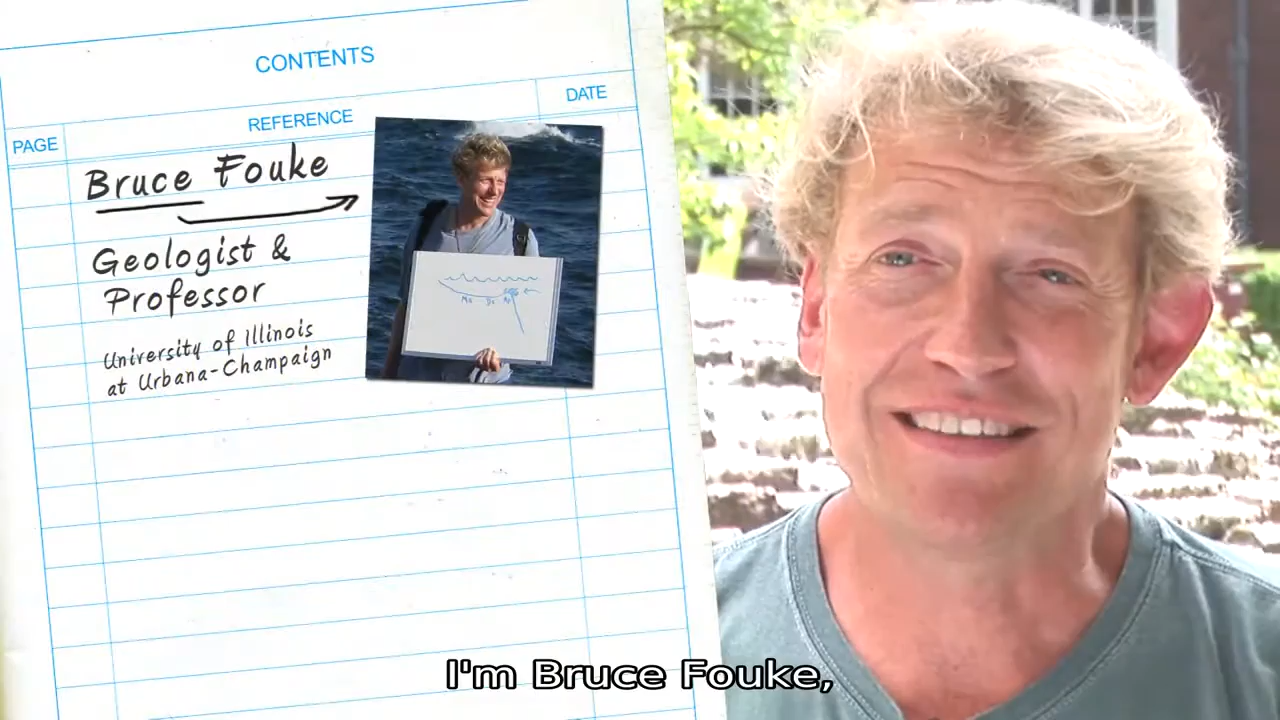 CONTENTS
PAGE REFERENCE DATE
Bruce Fouke
Geologist &
Professor
University of Illinois
at Urbana-Champaign
I'm Bruce Fouke,